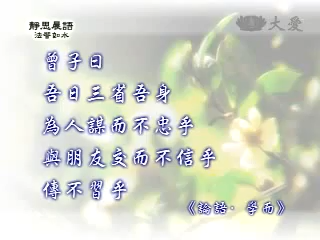 靜思晨語
法譬如水
大愛
曾子曰
吾日三省吾身
為人謀而不忠乎
與朋友交而不信乎
傳不習乎
《論語·學而》